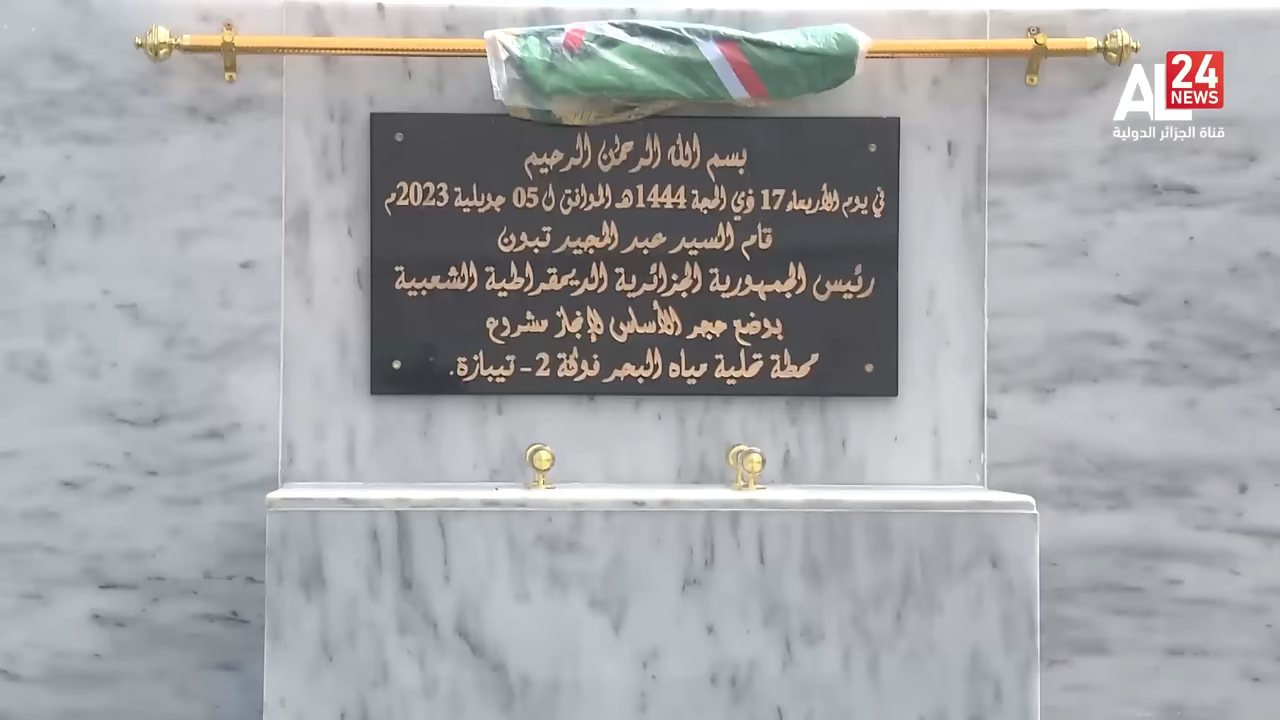 بسم الله الرحمان الرحيم
في يوم الأربعاء 17 ذي الحجة 1444هـ الموافق ل 05 جويلية 2023م
قام السيد عبد المجيد تبون
رئيس الجمهورية الجزائرية الديمقراطية الشعبية
بوضع حجر الأساس لإنجاز مشروع
محطة تحلية مياه البحر فوكة 2 - تيبازة.
AL
24
NEWS
قناة الجزائر الدولية